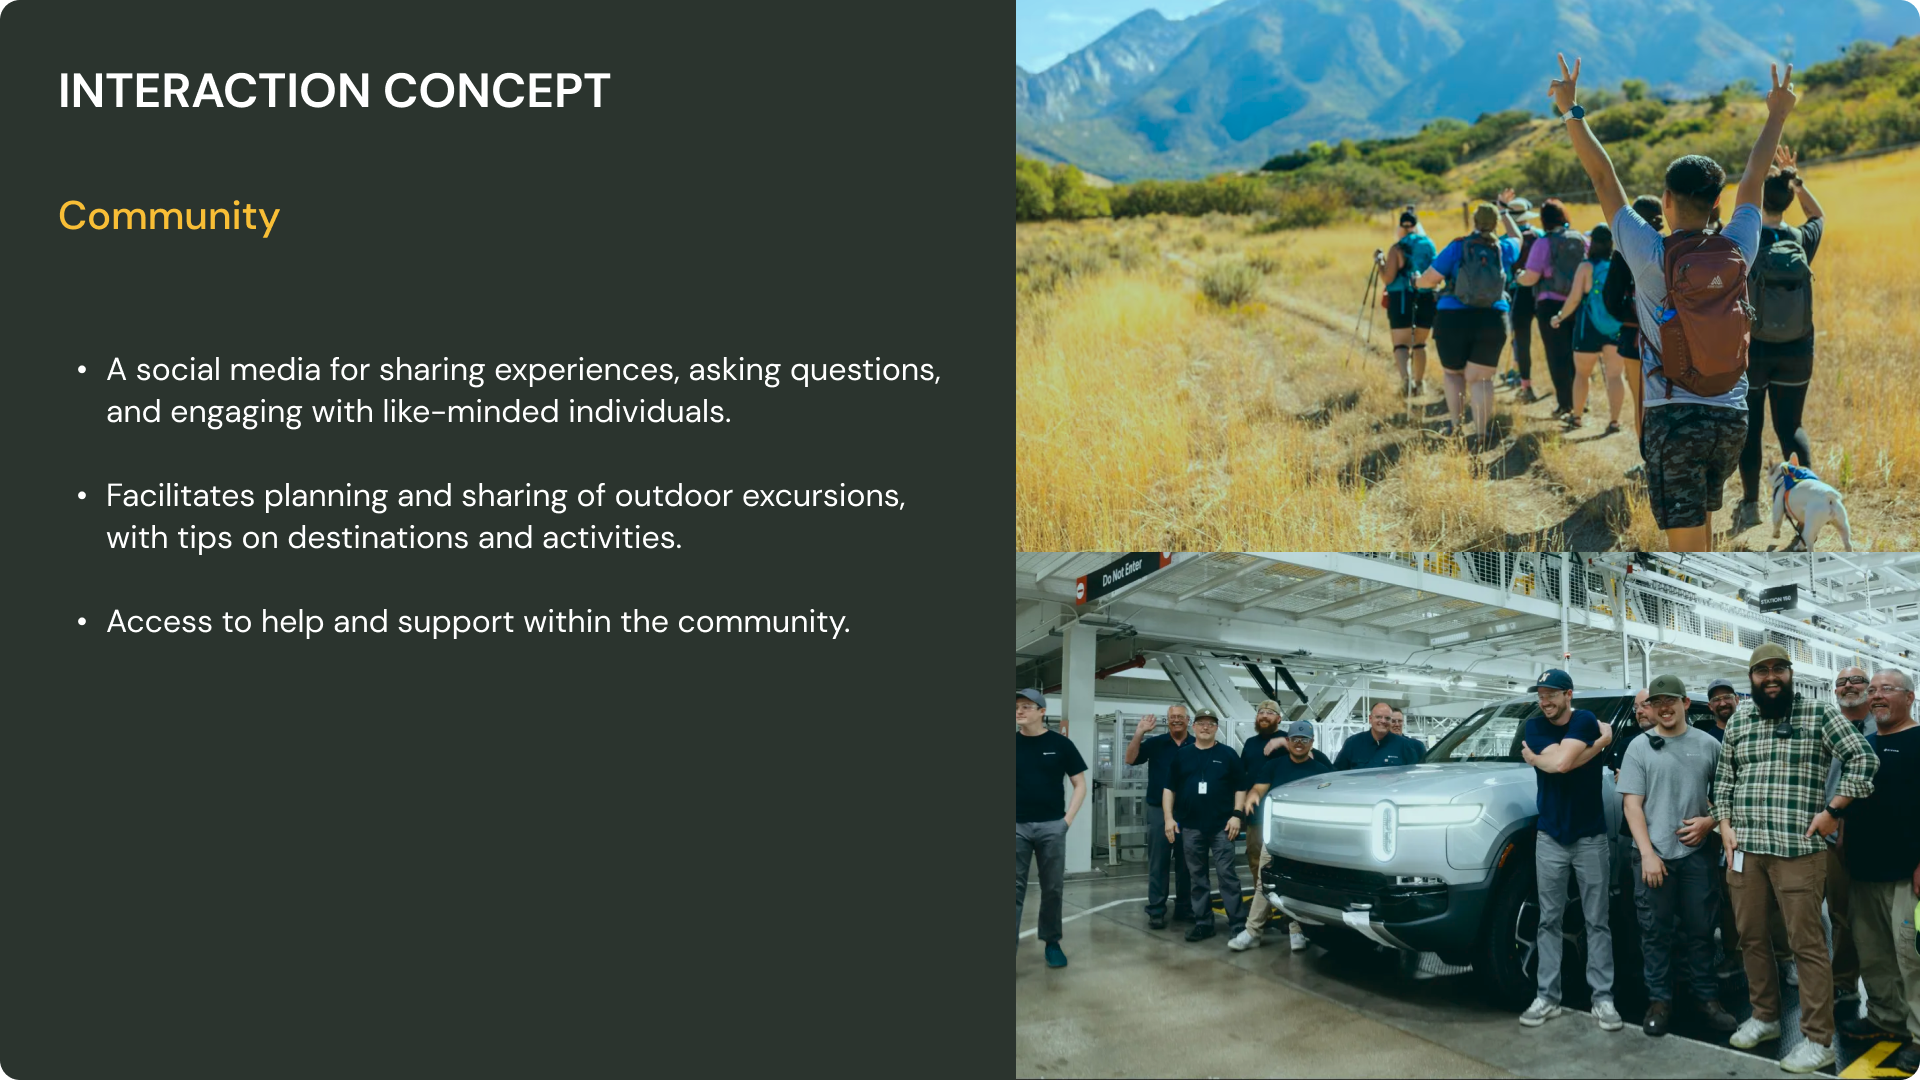 INTERACTION CONCEPT
Community
• A social media for sharing experiences, asking questions,
and engaging with like-minded individuals.
• Facilitates planning and sharing of outdoor excursions,
with tips on destinations and activities.
• Access to help and support within the community.
Do Not Enter
STATION 160